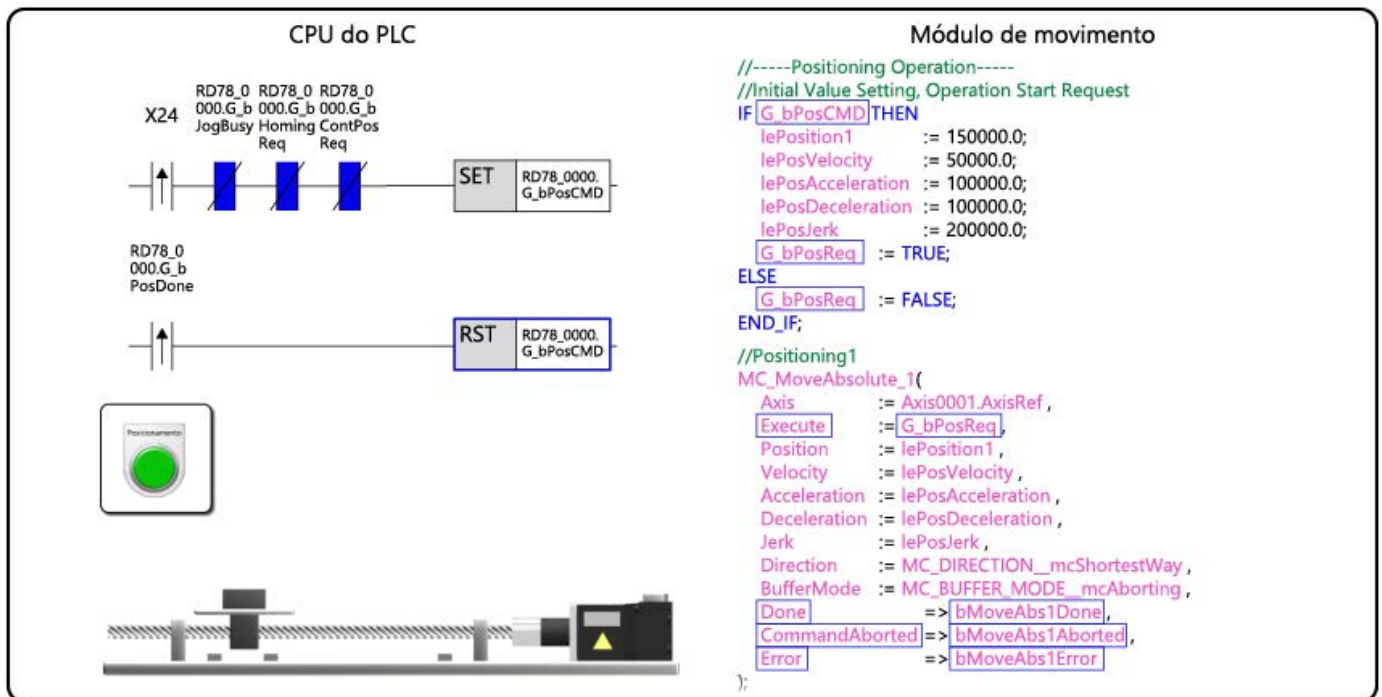 CPU do PLC
X24
RD78_0
000.G_b
JogBusy
RD78_0
000.G_b
Homing
Req
RD78_0
000.G_b
ContPos
Req
SET
RD78_0000.
G_bPosCMD
RD78_0
000.G_b
PosDone
RST
RD78_0000.
G_bPosCMD
Posicionamento
Módulo de movimento
//-----Positioning Operation-----
//Initial Value Setting, Operation Start Request
IF G_bPosCMD THEN
lePosition1 := 150000.0;
lePosVelocity := 50000.0;
lePosAcceleration := 100000.0;
lePosDeceleration := 100000.0;
lePosJerk := 200000.0;
G_bPosReq := TRUE;
ELSE
G_bPosReq := FALSE;
END_IF;
//Positioning1
MC_MoveAbsolute_1(
Axis := Axis0001.AxisRef ,
Execute := G_bPosReq ,
Position := lePosition1 ,
Velocity := lePosVelocity ,
Acceleration := lePosAcceleration ,
Deceleration := lePosDeceleration ,
Jerk := lePosJerk ,
Direction := MC_DIRECTION__mcShortestWay ,
BufferMode := MC_BUFFER_MODE__mcAborting ,
Done => bMoveAbs1Done ,
CommandAborted => bMoveAbs1Aborted ,
Error => bMoveAbs1Error
);